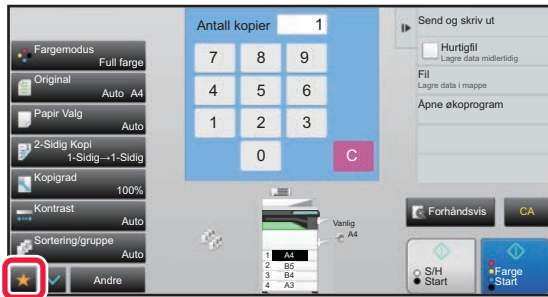 Fargemodus
Full farge
Original
Auto A4
Papir Valg
Auto
2-Sidig Kopi
1-Sidig→1-Sidig
Kopigrad
100%
Kontrast
Auto
Sortering/gruppe
Auto
Andre
Antall kopier 1
7 8 9
4 5 6
1 2 3
0 C
Vanlig
A4
1 A4
2 B5
3 B4
4 A3
Send og skriv ut
Hurtigfil
Lagre data midlertidig
Fil
Lagre data i mappe
Åpne økoprogram
Forhåndsvis
CA
S/H
Start
Farge
Start